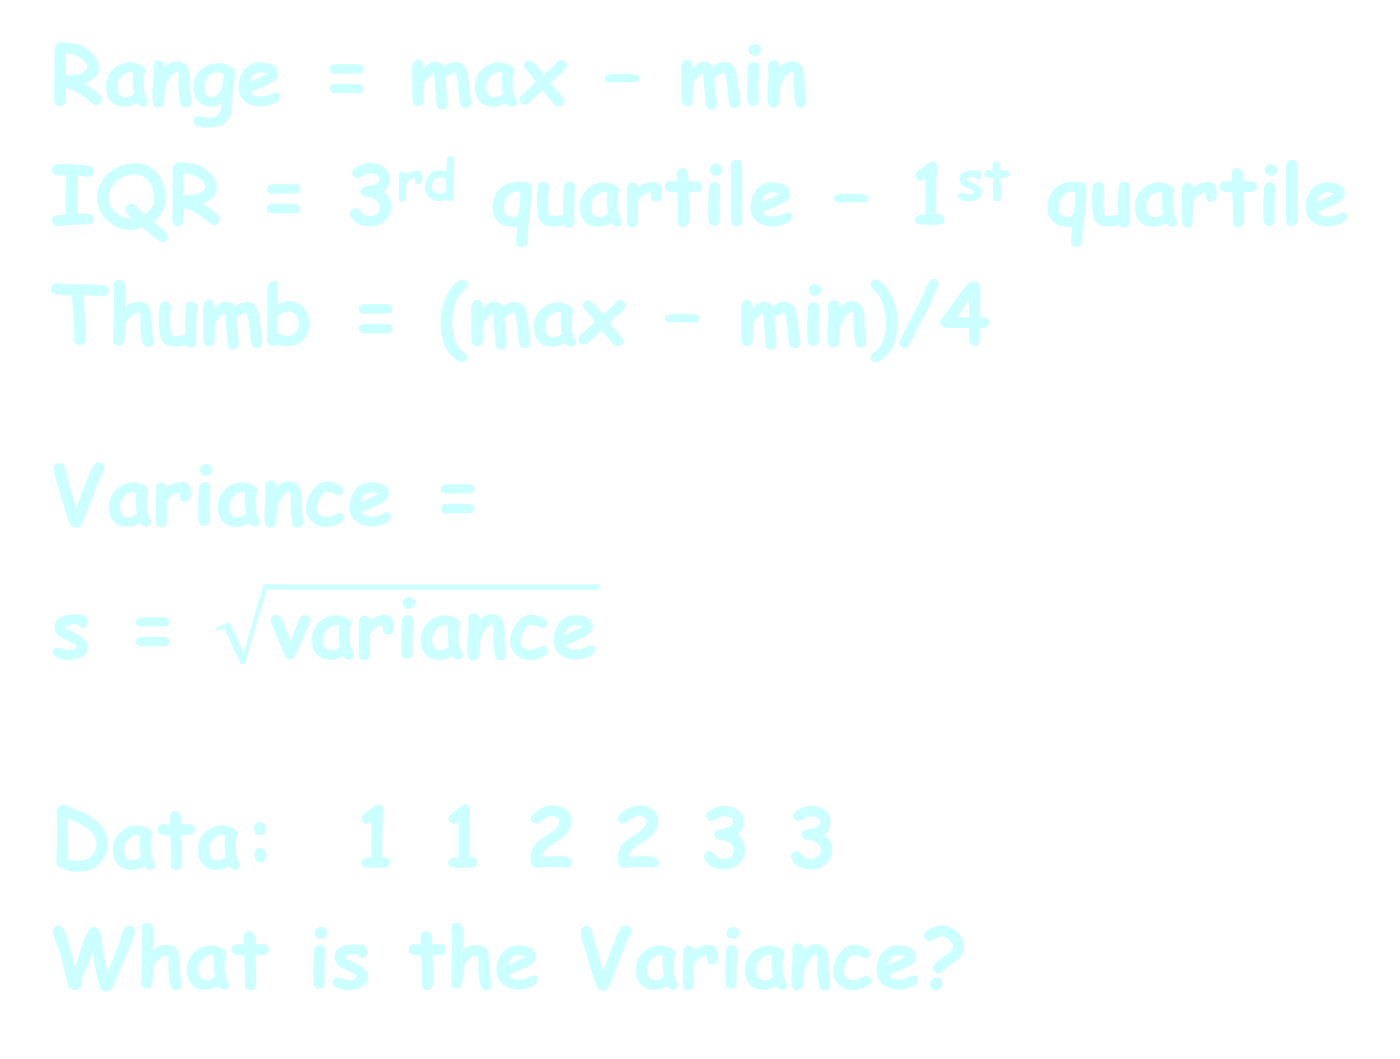 Range = max – min
IQR = 3rd quartile – 1st quartile
Thumb = (max – min)/4
Variance =
s = √variance
Data: 1 1 2 2 3 3
What is the Variance?